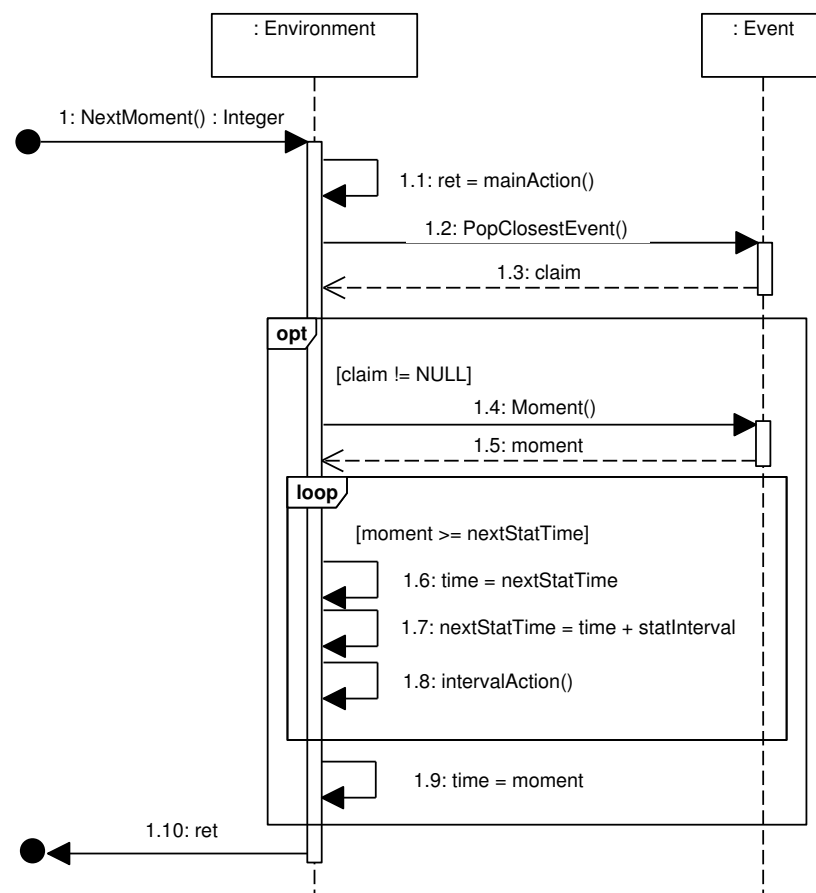 : Environment
: Event
1: NextMoment() : Integer
1.1: ret = mainAction()
1.2: PopClosestEvent()
1.3: claim
opt
[claim != NULL]
1.4: Moment()
1.5: moment
loop
[moment >= nextStatTime]
1.6: time = nextStatTime
1.7: nextStatTime = time + statInterval
1.8: intervalAction()
1.9: time = moment
1.10: ret